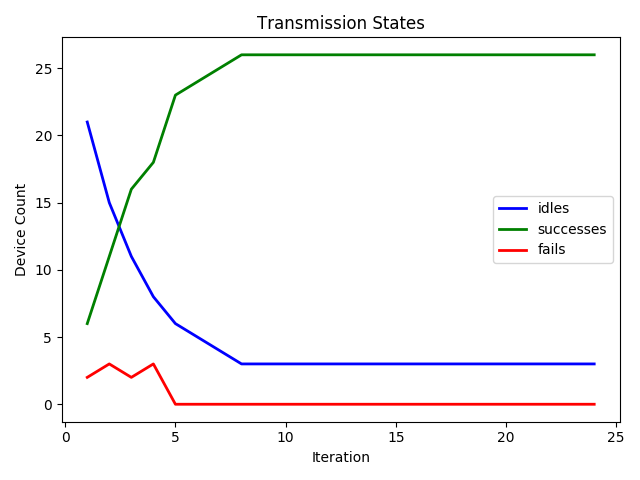 Transmission States
Device Count
25
20
15
10
5
0
idles
successes
fails
0 5 10 15 20 25
Iteration